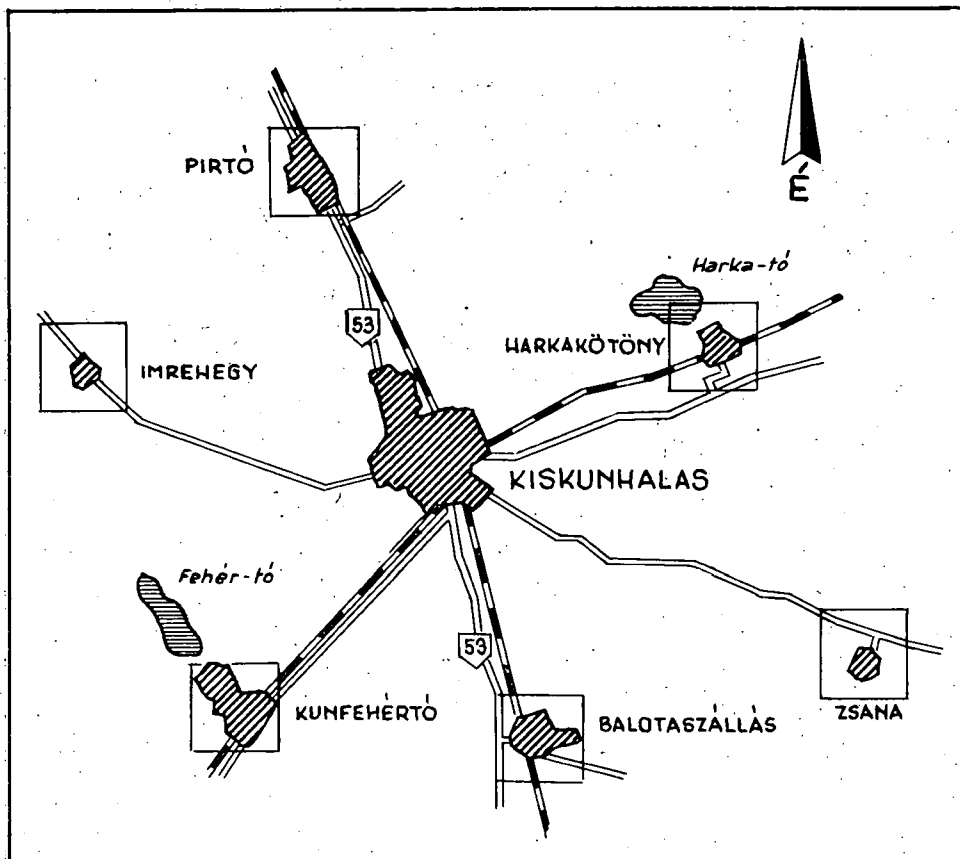 PIRTÓ
É
Harka-tó
53
HARKAKÖTÖNY
IMREHEGY
KISKUNHALAS
Fehér-tó
53
KUNFEHÉRTÓ
BALOTASZÁLLÁS
ZSANA